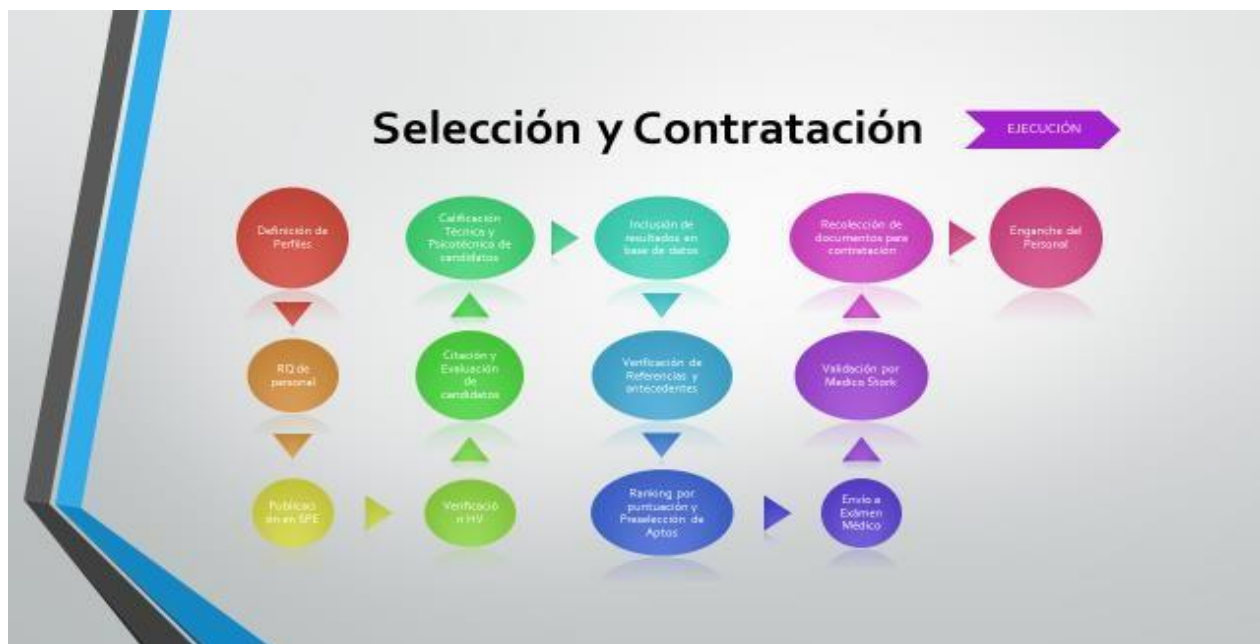 Selección y Contratación
EJECUCIÓN
Definición de
Perfiles
RQ de
personal
Publicaci
ón en SPE
Verificació
n HV
Citación y
Evaluación
de
candidatos
Calificación
Técnica y
Psicotécnica de
candidatos
Inclusión de
resultados en
base de datos
Verificación de
Referencias y
antecedentes
Ranking por
puntuación y
Preselección de
Aptos
Envío a
Exámen
Médico
Validación por
Medico Stork
Recolección de
documentos para
contratación
Enganche del
Personal